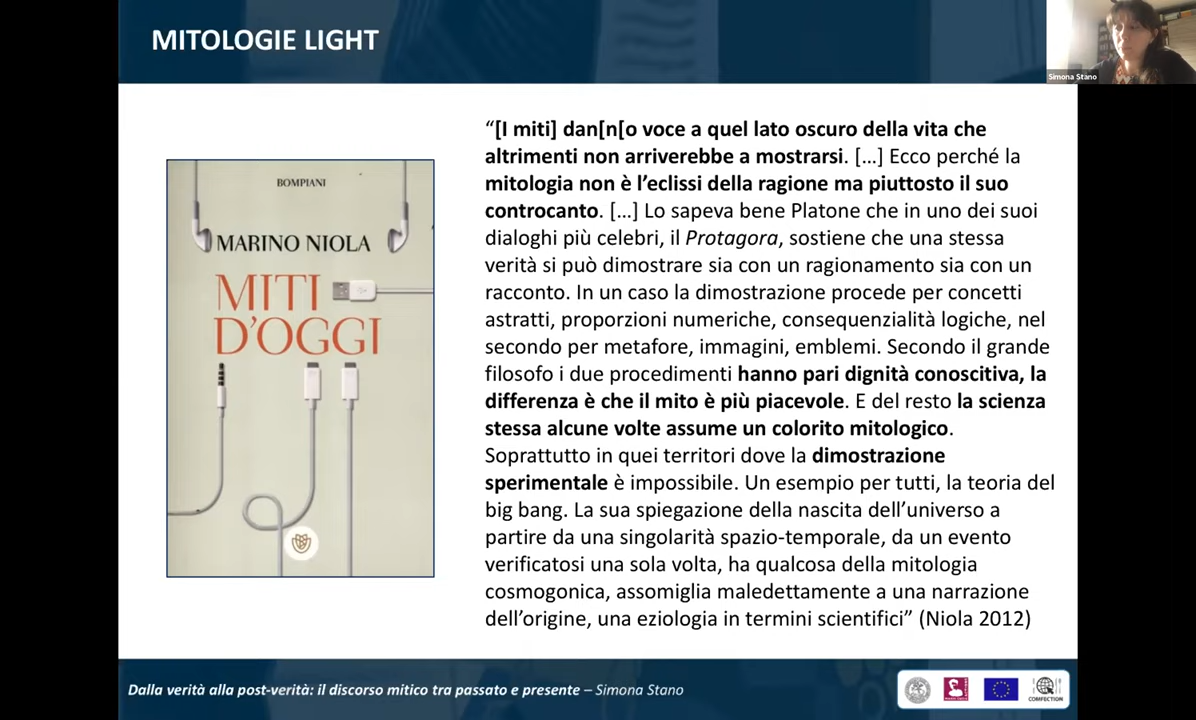 MITOLOGIE LIGHT
Simona Stano
BOMPIANI
MARINO NIOLA
MITI
D'OGGI
“[I miti] dan[n[o voce a quel lato oscuro della vita che
altrimenti non arriverebbe a mostrarsi. […] Ecco perché la
mitologia non è l’eclissi della ragione ma piuttosto il suo
controcanto. […] Lo sapeva bene Platone che in uno dei suoi
dialoghi più celebri, il Protagora, sostiene che una stessa
verità si può dimostrare sia con un ragionamento sia con un
racconto. In un caso la dimostrazione procede per concetti
astratti, proporzioni numeriche, consequenzialità logiche, nel
secondo per metafore, immagini, emblemi. Secondo il grande
filosofo i due procedimenti hanno pari dignità conoscitiva, la
differenza è che il mito è più piacevole. E del resto la scienza
stessa alcune volte assume un colorito mitologico.
Soprattutto in quei territori dove la dimostrazione
sperimentale è impossibile. Un esempio per tutti, la teoria del
big bang. La sua spiegazione della nascita dell’universo a
partire da una singolarità spazio-temporale, da un evento
verificatosi una sola volta, ha qualcosa della mitologia
cosmogonica, assomiglia maledettamente a una narrazione
dell’origine, una eziologia in termini scientifici” (Niola 2012)
Dalla verità alla post-verità: il discorso mitico tra passato e presente – Simona Stano
COMFECTION